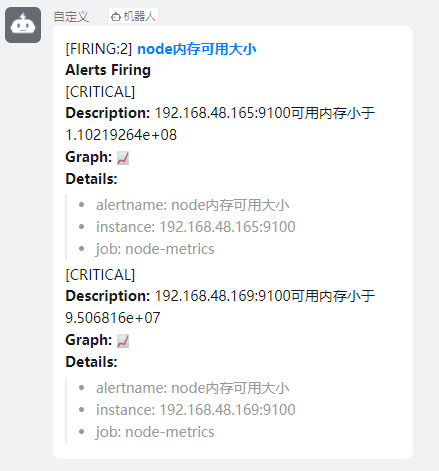 自定义 机器人
[FIRING:2] node内存可用大小
Alerts Firing
[CRITICAL]
Description: 192.168.48.165:9100可用内存小于
1.10219264e+08
Graph:
Details:
• alertname: node内存可用大小
• instance: 192.168.48.165:9100
• job: node-metrics
[CRITICAL]
Description: 192.168.48.169:9100可用内存小于
9.506816e+07
Graph:
Details:
• alertname: node内存可用大小
• instance: 192.168.48.169:9100
• job: node-metrics